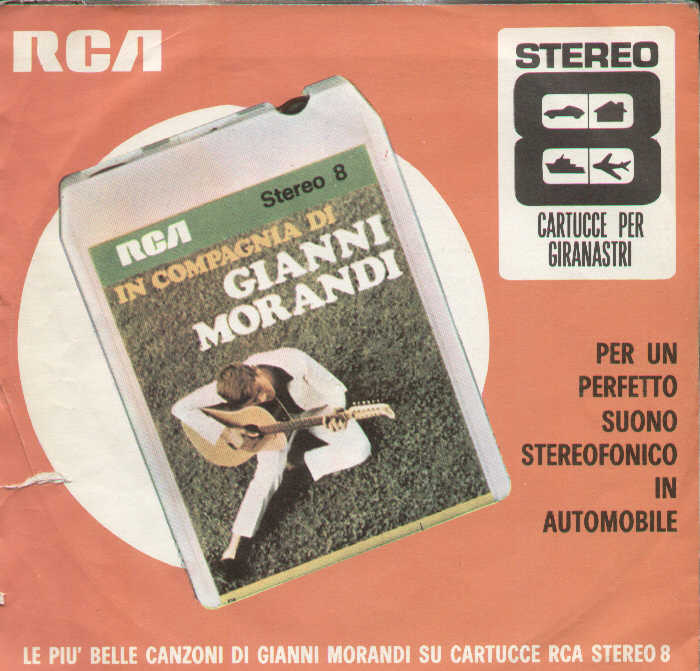 RCA
STEREO
8
CARTUCCE PER
GIRANASTRI
Stereo 8
RCA
IN COMPAGNIA DI
GIANNI
MORANDI
PER UN
PERFETTO
SUONO
STEREOFONICO
IN
AUTOMOBILE
LE PIU' BELLE CANZONI DI GIANNI MORANDI SU CARTUCCE RCA STEREO 8